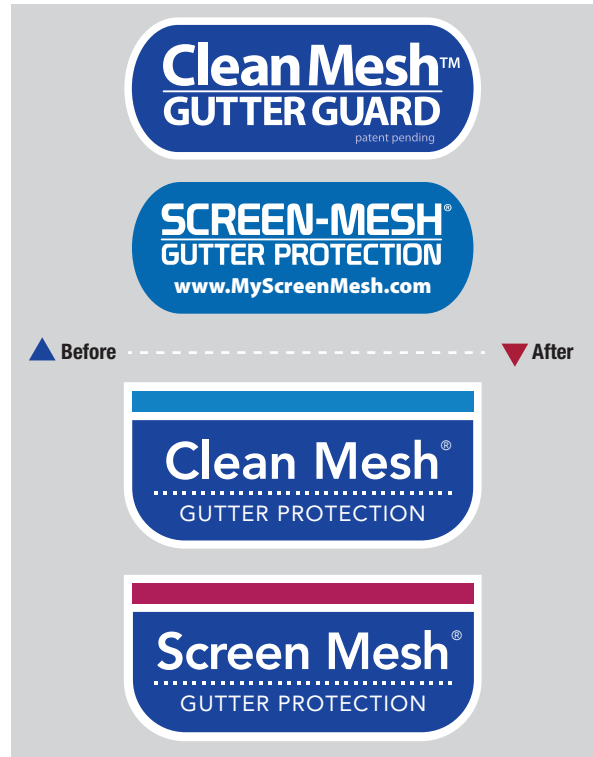 Clean Mesh™
GUTTER GUARD
patent pending
SCREEN-MESH®
GUTTER PROTECTION
www.MyScreenMesh.com
Before
After
Clean Mesh®
GUTTER PROTECTION
Screen Mesh®
GUTTER PROTECTION